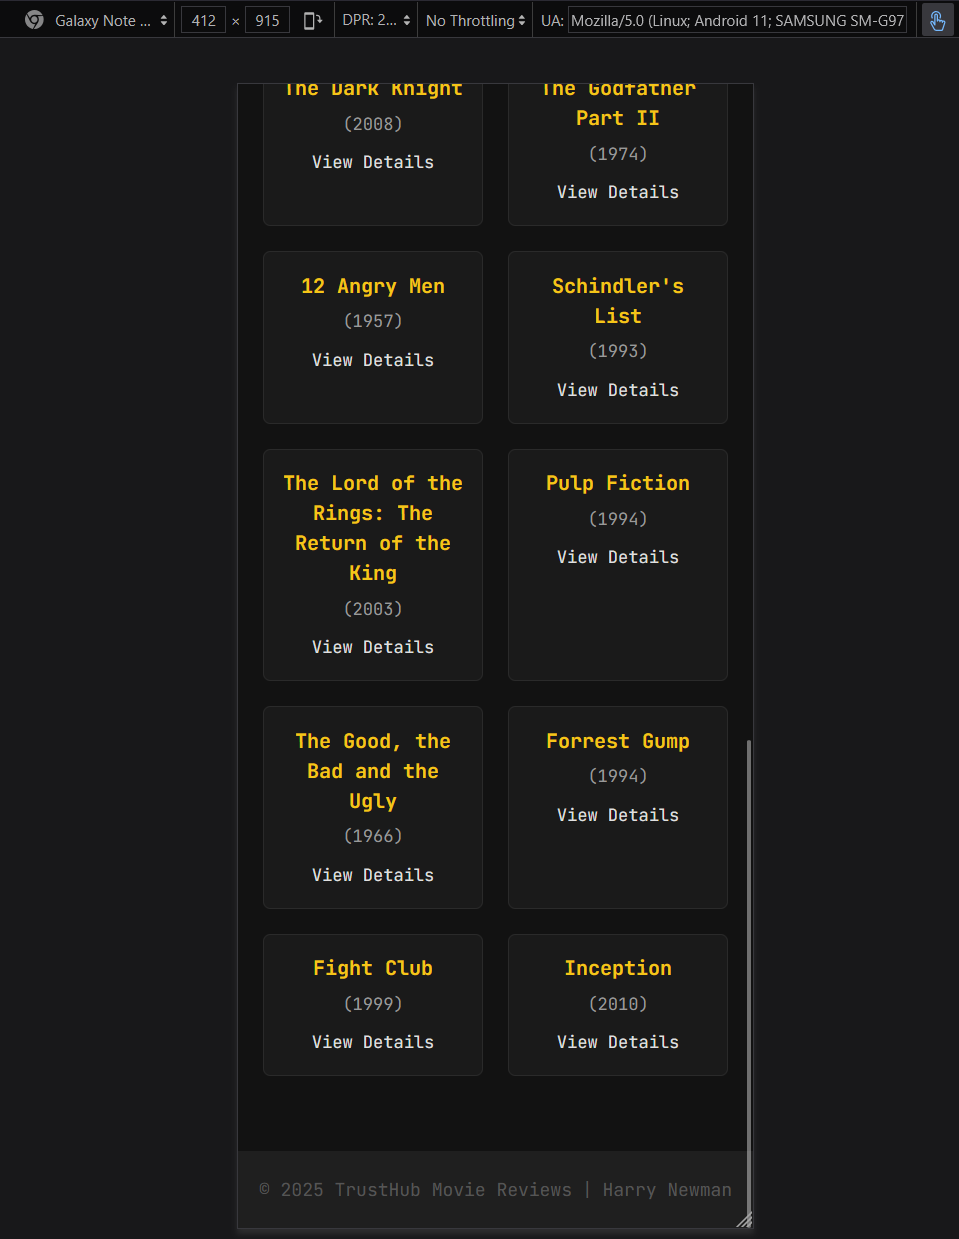 Galaxy Note ...
412 × 915
DPR: 2...
No Throttling
UA: Mozilla/5.0 (Linux; Android 11; SAMSUNG SM-G97
The Dark Knight
(2008)
View Details
The Godfather
Part II
(1974)
View Details
12 Angry Men
(1957)
View Details
Schindler's
List
(1993)
View Details
The Lord of the
Rings: The
Return of the
King
(2003)
View Details
Pulp Fiction
(1994)
View Details
The Good, the
Bad and the
Ugly
(1966)
View Details
Forrest Gump
(1994)
View Details
Fight Club
(1999)
View Details
Inception
(2010)
View Details
© 2025 TrustHub Movie Reviews | Harry Newman